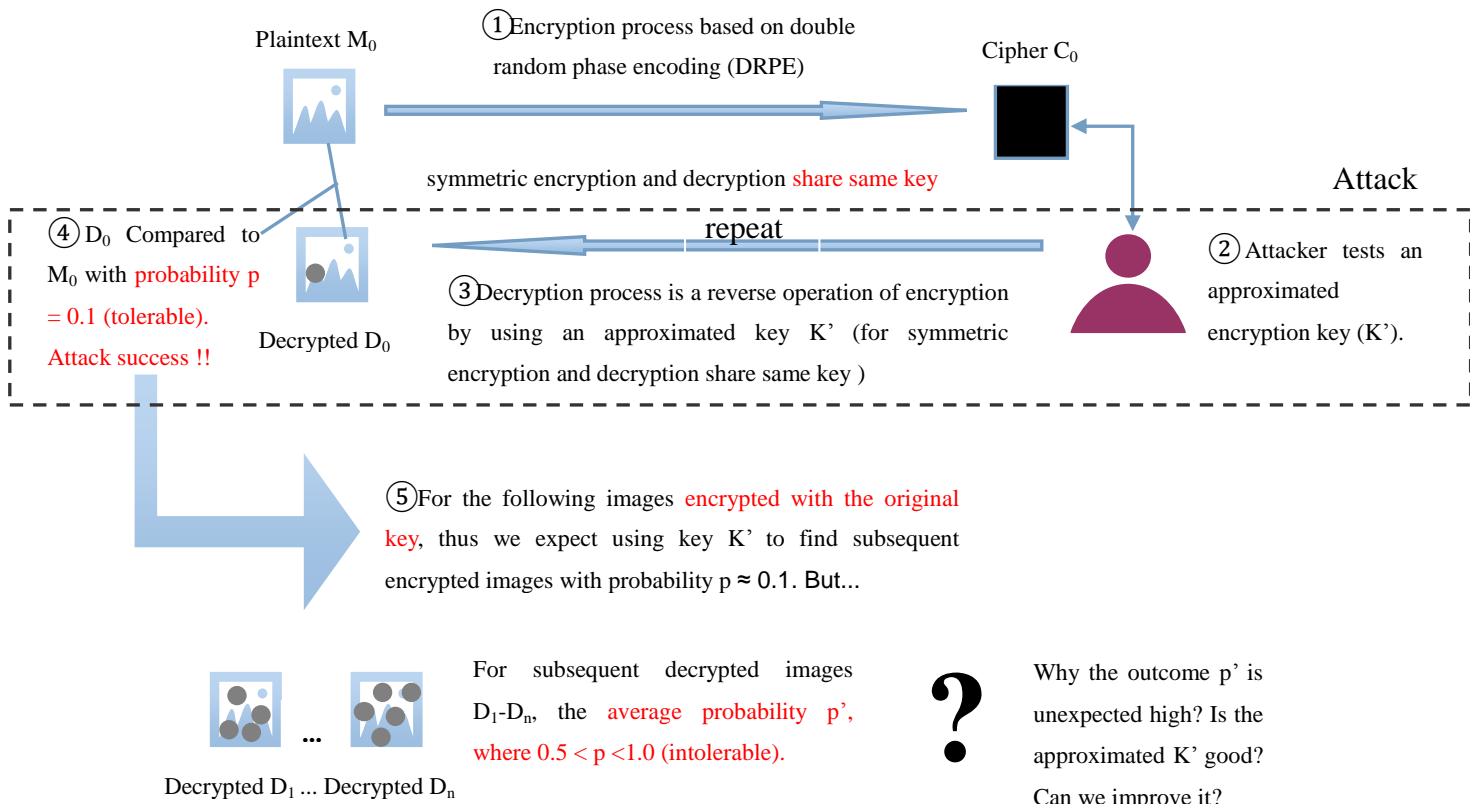 Plaintext M₀
①Encryption process based on double
random phase encoding (DRPE)
Cipher C₀
symmetric encryption and decryption share same key
Attack
④ D₀ Compared to
M₀ with probability p
= 0.1 (tolerable).
Attack success !!
Decrypted D₀
repeat
③Decryption process is a reverse operation of encryption
by using an approximated key K’ (for symmetric
encryption and decryption share same key )
② Attacker tests an
approximated
encryption key (K’).
⑤For the following images encrypted with the original
key, thus we expect using key K’ to find subsequent
encrypted images with probability p ≈ 0.1. But...
...
Decrypted D₁ ... Decrypted Dₙ
For subsequent decrypted images
D₁-Dₙ, the average probability p’,
where 0.5 < p <1.0 (intolerable).
?
Why the outcome p’ is
unexpected high? Is the
approximated K’ good?
Can we improve it?